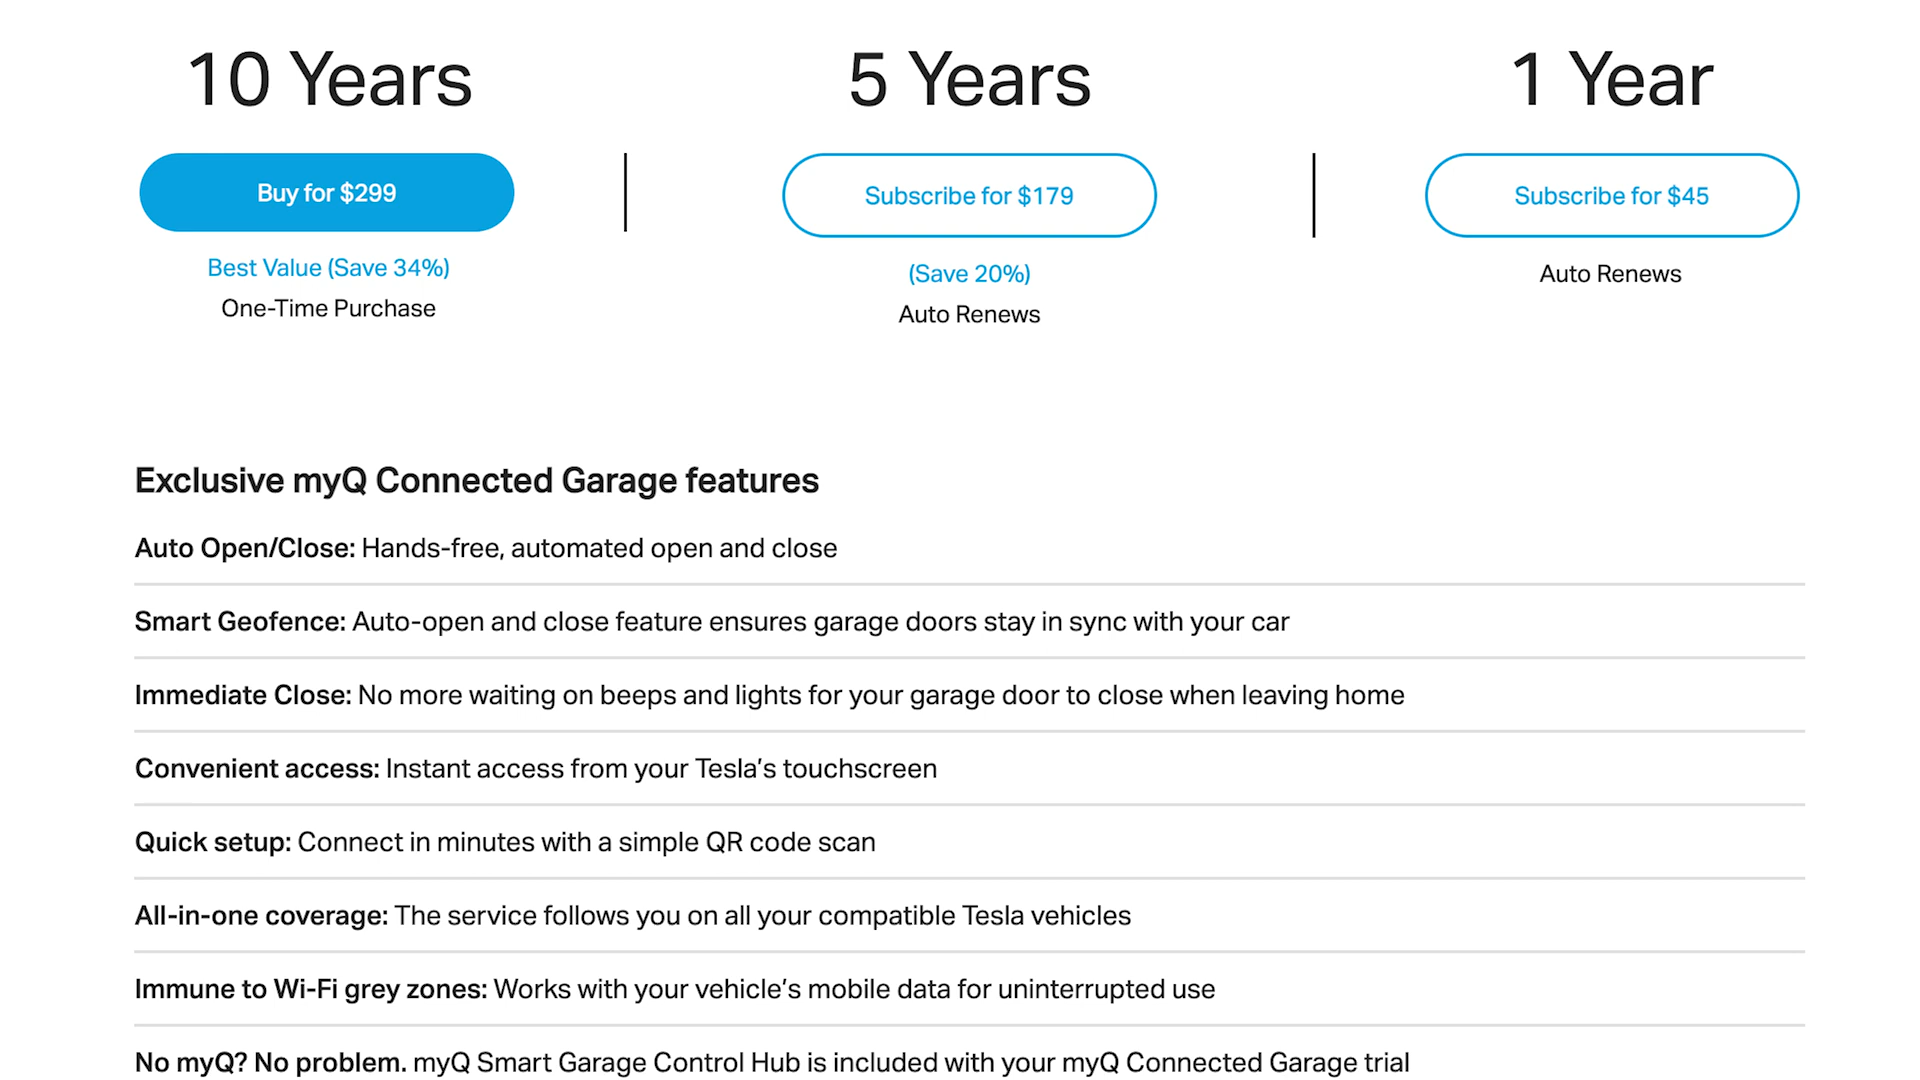 10 Years
5 Years
1 Year
Buy for $299
Subscribe for $179
Subscribe for $45
Best Value (Save 34%)
(Save 20%)
Auto Renews
One-Time Purchase
Auto Renews
Exclusive myQ Connected Garage features
Auto Open/Close: Hands-free, automated open and close
Smart Geofence: Auto-open and close feature ensures garage doors stay in sync with your car
Immediate Close: No more waiting on beeps and lights for your garage door to close when leaving home
Convenient access: Instant access from your Tesla’s touchscreen
Quick setup: Connect in minutes with a simple QR code scan
All-in-one coverage: The service follows you on all your compatible Tesla vehicles
Immune to Wi-Fi grey zones: Works with your vehicle’s mobile data for uninterrupted use
No myQ? No problem. myQ Smart Garage Control Hub is included with your myQ Connected Garage trial